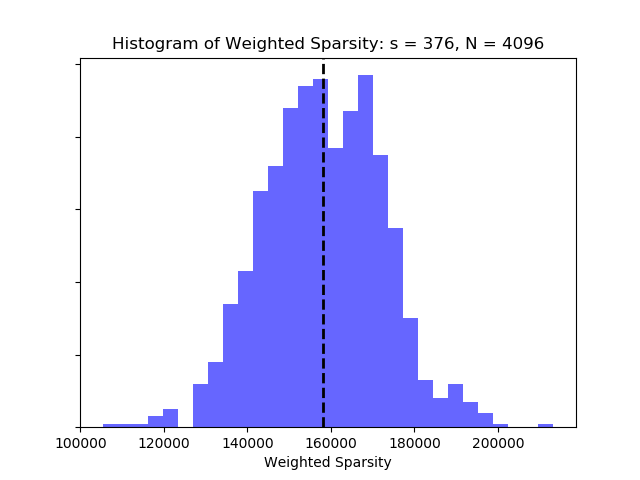 Histogram of Weighted Sparsity: s = 376, N = 4096
100000 120000 140000 160000 180000 200000
Weighted Sparsity